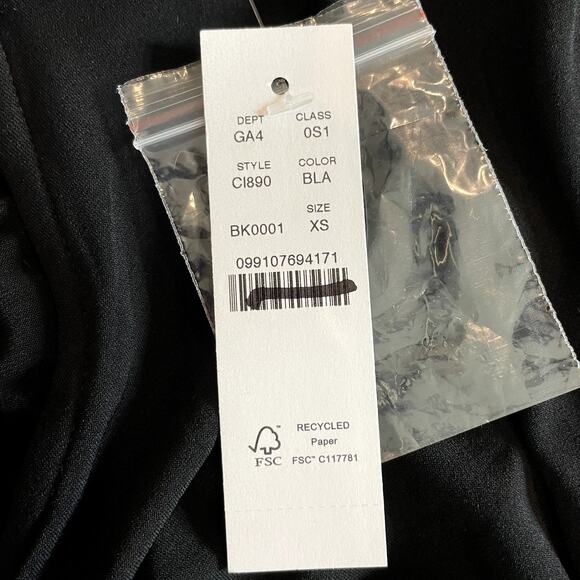 DEPT CLASS
GA4 0S1
STYLE COLOR
CI890 BLA
SIZE
BK0001 XS
099107694171
RECYCLED
Paper
FSC FSC™ C117781